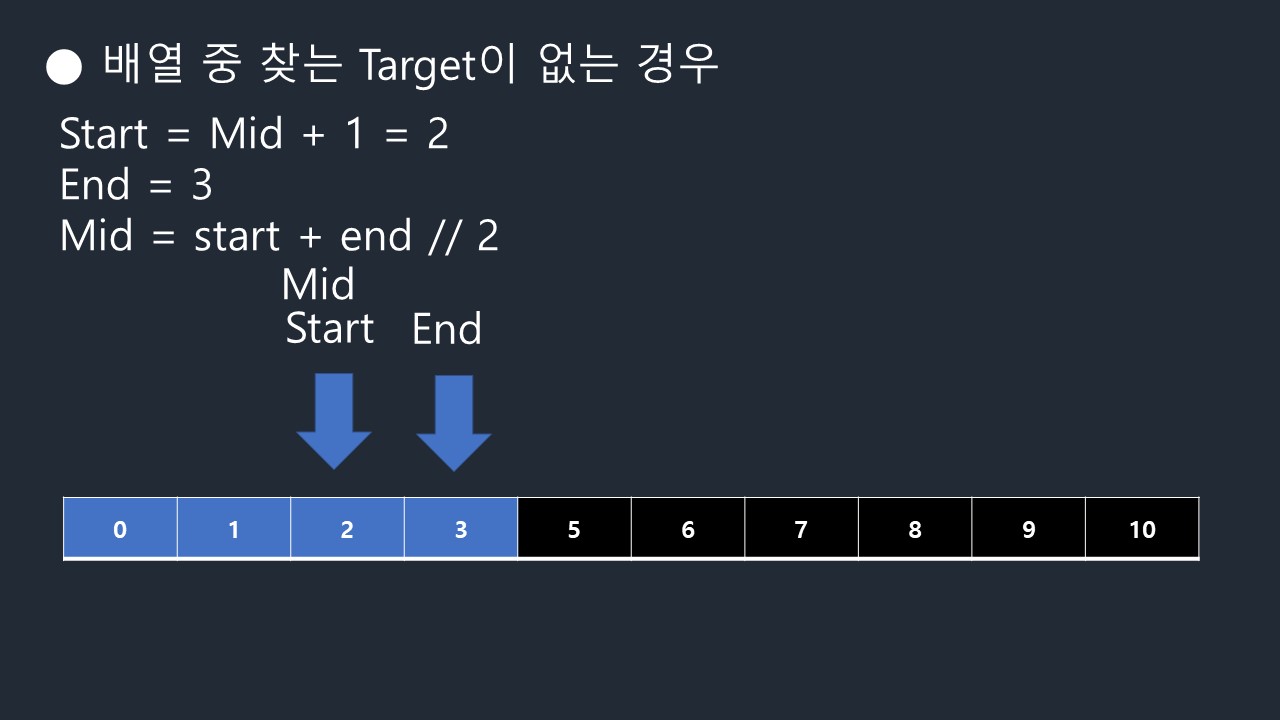 ● 배열 중 찾는 Target이 없는 경우
Start = Mid + 1 = 2
End = 3
Mid = start + end // 2
Mid
Start End
0 1 2 3 5 6 7 8 9 10